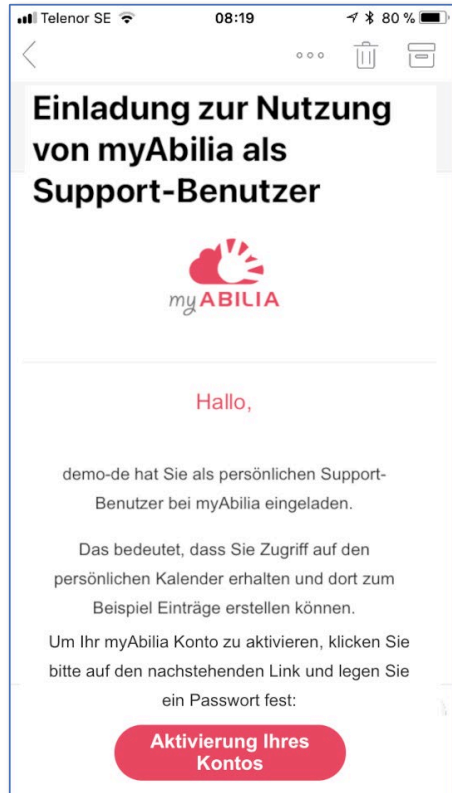 Telenor SE 08:19 80 %
Einladung zur Nutzung
von myAbilia als
Support-Benutzer
myABILIA
Hallo,
demo-de hat Sie als persönlichen Support-
Benutzer bei myAbilia eingeladen.
Das bedeutet, dass Sie Zugriff auf den
persönlichen Kalender erhalten und dort zum
Beispiel Einträge erstellen können.
Um Ihr myAbilia Konto zu aktivieren, klicken Sie
bitte auf den nachstehenden Link und legen Sie
ein Passwort fest:
Aktivierung Ihres
Kontos